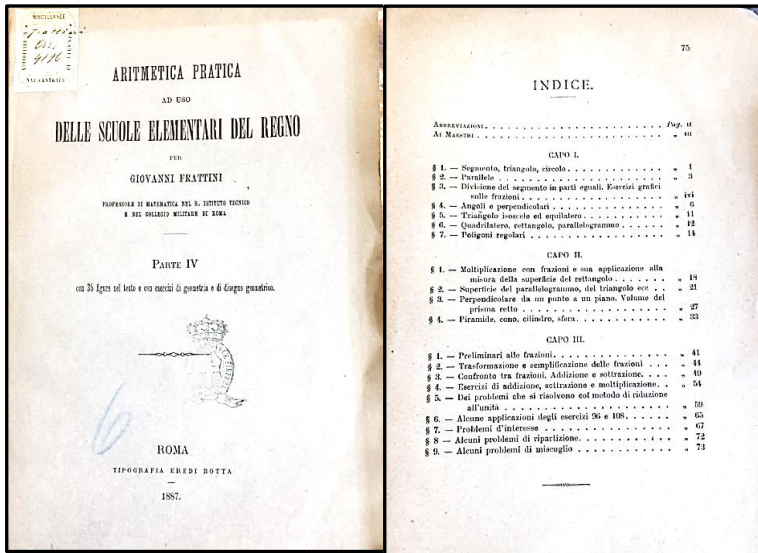 MISCELLANEE
9196
ARITMETICA PRATICA
AD USO
DELLE SCUOLE ELEMENTARI DEL REGNO
PER
GIOVANNI FRATTINI
PROFESSORE DI MATEMATICA NEL R. ISTITUTO TECNICO
E NEL COLLEGIO MILITARE DI ROMA
PARTE IV
con 35 figure nel testo e con esercizi di geometria e di disegno geometrico.
6
ROMA
TIPOGRAFIA EREDI BOTTA
1887.
75
INDICE.
ABBREVIAZIONI. . . . . . . . . . . . . . . . . . . . Pag. II
AI MAESTRI . . . . . . . . . . . . . . . . . . . . . „ III
CAPO I.
§ 1. — Segmento, triangolo, circolo. . . . . . . . . . . „ 1
§ 2. — Parallele . . . . . . . . . . . . . . . . . . . „ 3
§ 3. — Divisione del segmento in parti eguali. Esercizi grafici
sulle frazioni. . . . . . . . . . . . . . . . . . „ ivi
§ 4. — Angoli e perpendicolari . . . . . . . . . . . . . „ 6
§ 5. — Triangolo isoscele ed equilatero . . . . . . . . . „ 11
§ 6. — Quadrilatero, rettangolo, parallelogrammo . . . . „ 12
§ 7. — Poligoni regolari . . . . . . . . . . . . . . . . „ 14
CAPO II.
§ 1. — Moltiplicazione con frazioni e sua applicazione alla
misura della superficie del rettangolo . . . . . „ 18
§ 2. — Superficie del parallelogrammo, del triangolo ecc . . „ 21
§ 3. — Perpendicolare da un punto a un piano. Volume del
prisma retto . . . . . . . . . . . . . . . . . . „ 27
§ 4. — Piramide, cono, cilindro, sfera. . . . . . . . . . „ 33
CAPO III.
§ 1. — Preliminari alle frazioni. . . . . . . . . . . . . „ 41
§ 2. — Trasformazione e semplificazione delle frazioni . . . „ 44
§ 3. — Confronto tra frazioni. Addizione e sottrazione. . . . „ 49
§ 4. — Esercizi di addizione, sottrazione e moltiplicazione. . „ 54
§ 5. — Dei problemi che si risolvono col metodo di riduzione
all'unità . . . . . . . . . . . . . . . . . . . . „ 59
§ 6. — Alcune applicazioni degli esercizi 96 e 108. . . . . . „ 65
§ 7. — Problemi d'interesse . . . . . . . . . . . . . . . „ 67
§ 8 — Alcuni problemi di ripartizione. . . . . . . . . . . „ 72
§ 9. — Alcuni problemi di miscuglio . . . . . . . . . . . „ 73